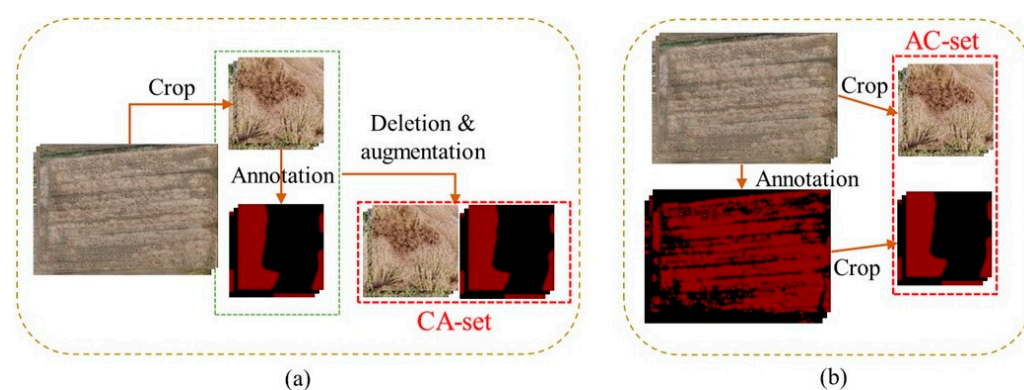 Crop
Annotation
Deletion &
augmentation
CA-set
(a)
AC-set
Crop
Annotation
Crop
(b)